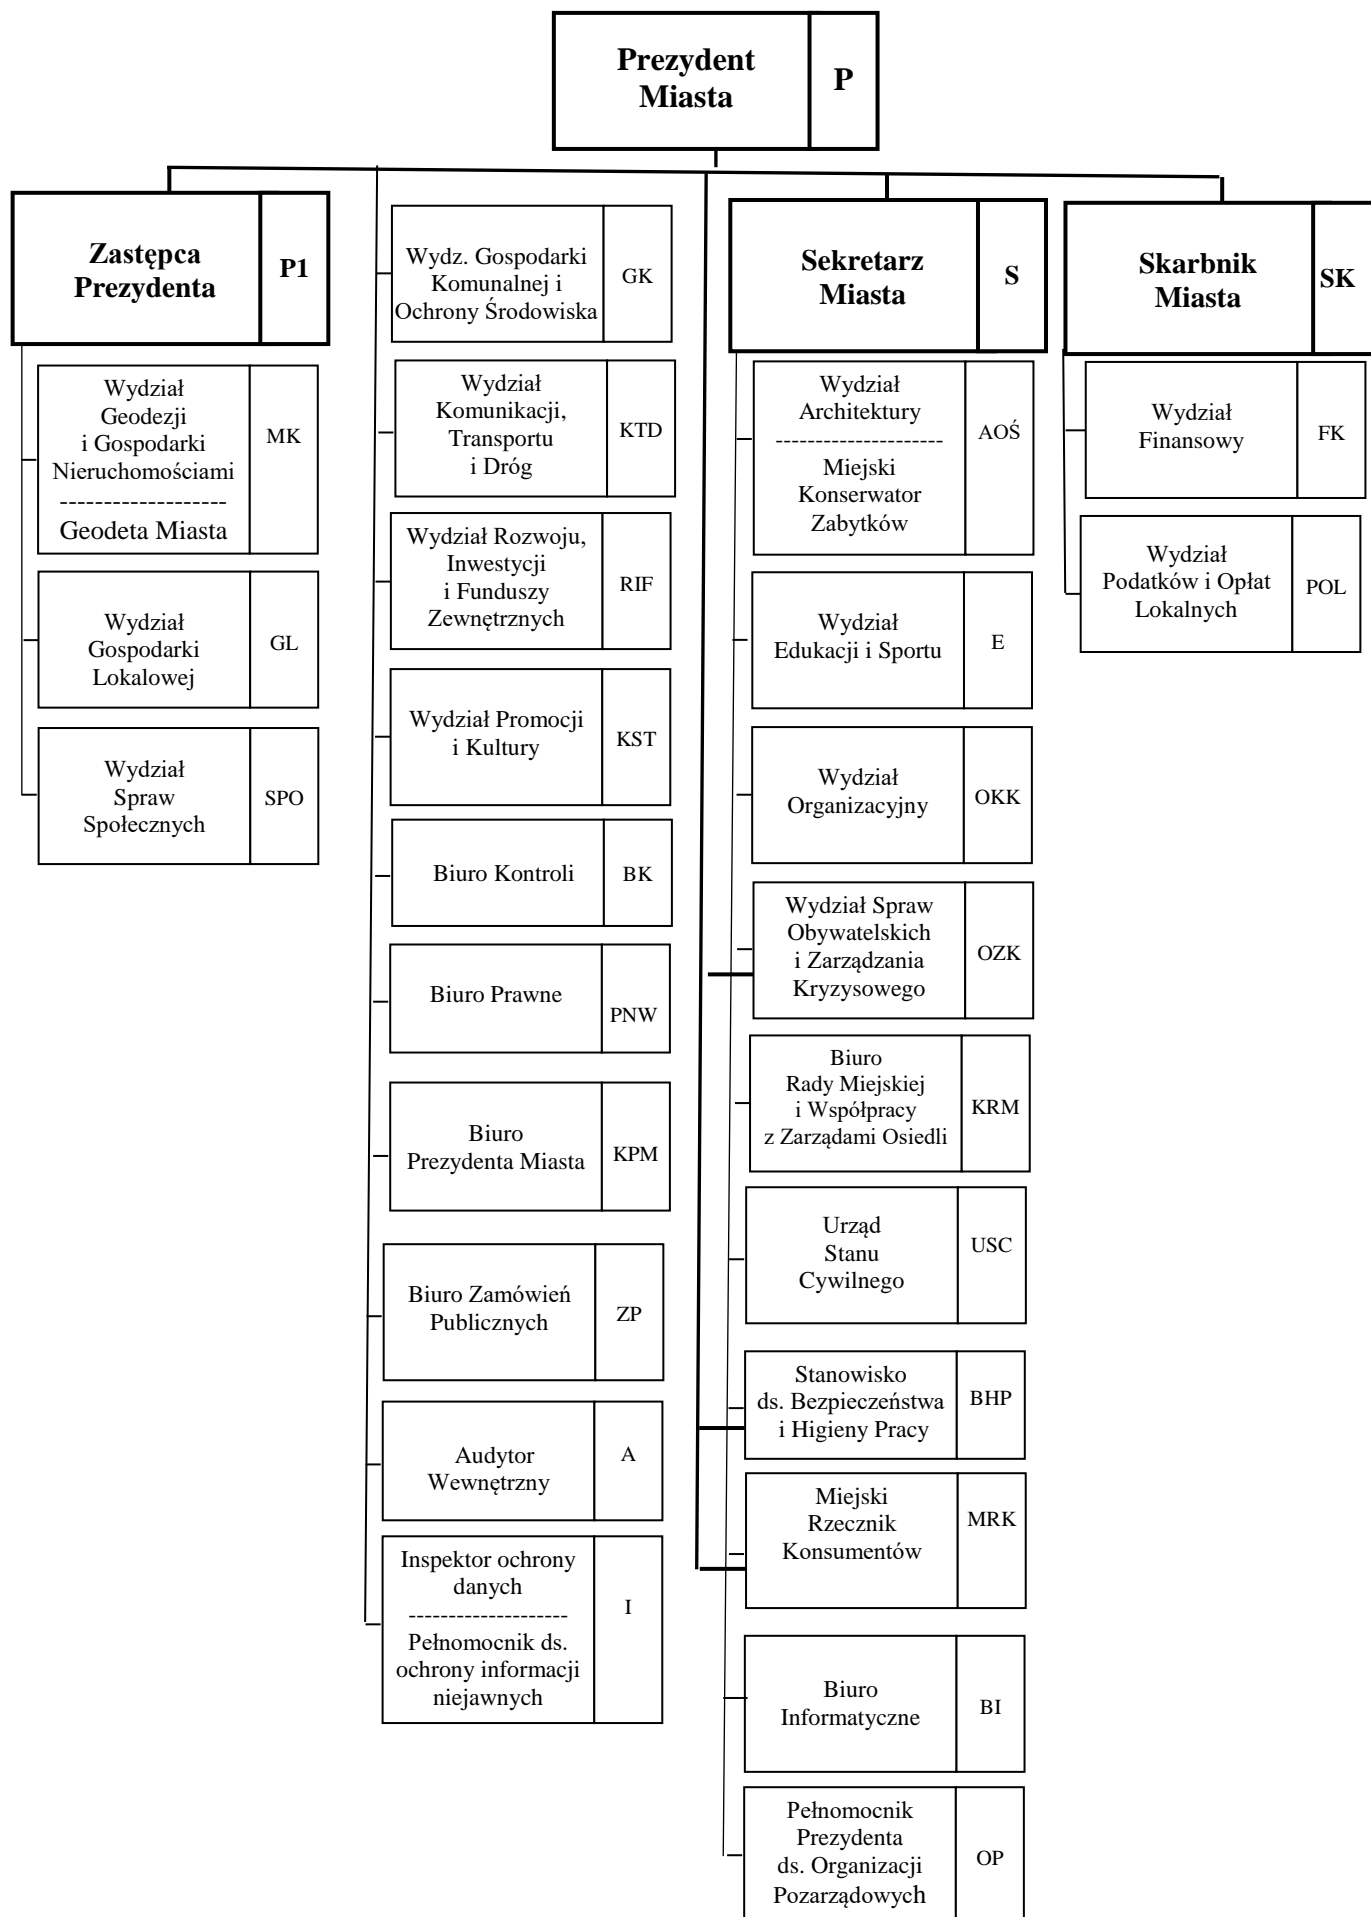 Prezydent
Miasta
P
Zastępca
Prezydenta
P1
Wydział
Geodezji
i Gospodarki
Nieruchomościami
-------------------
Geodeta Miasta
MK
Wydział
Gospodarki
Lokalowej
GL
Wydział
Spraw
Społecznych
SPO
Wydz. Gospodarki
Komunalnej i
Ochrony Środowiska
GK
Wydział
Komunikacji,
Transportu
i Dróg
KTD
Wydział Rozwoju,
Inwestycji
i Funduszy
Zewnętrznych
RIF
Wydział Promocji
i Kultury
KST
Biuro Kontroli
BK
Biuro Prawne
PNW
Biuro
Prezydenta Miasta
KPM
Biuro Zamówień
Publicznych
ZP
Audytor
Wewnętrzny
A
Inspektor ochrony
danych
-------------------
Pełnomocnik ds.
ochrony informacji
niejawnych
I
Sekretarz
Miasta
S
Wydział
Architektury
-------------------
Miejski
Konserwator
Zabytków
AOŚ
Wydział
Edukacji i Sportu
E
Wydział
Organizacyjny
OKK
Wydział Spraw
Obywatelskich
i Zarządzania
Kryzysowego
OZK
Biuro
Rady Miejskiej
i Współpracy
z Zarządami Osiedli
KRM
Urząd
Stanu
Cywilnego
USC
Stanowisko
ds. Bezpieczeństwa
i Higieny Pracy
BHP
Miejski
Rzecznik
Konsumentów
MRK
Biuro
Informatyczne
BI
Pełnomocnik
Prezydenta
ds. Organizacji
Pozarządowych
OP
Skarbnik
Miasta
SK
Wydział
Finansowy
FK
Wydział
Podatków i Opłat
Lokalnych
POL